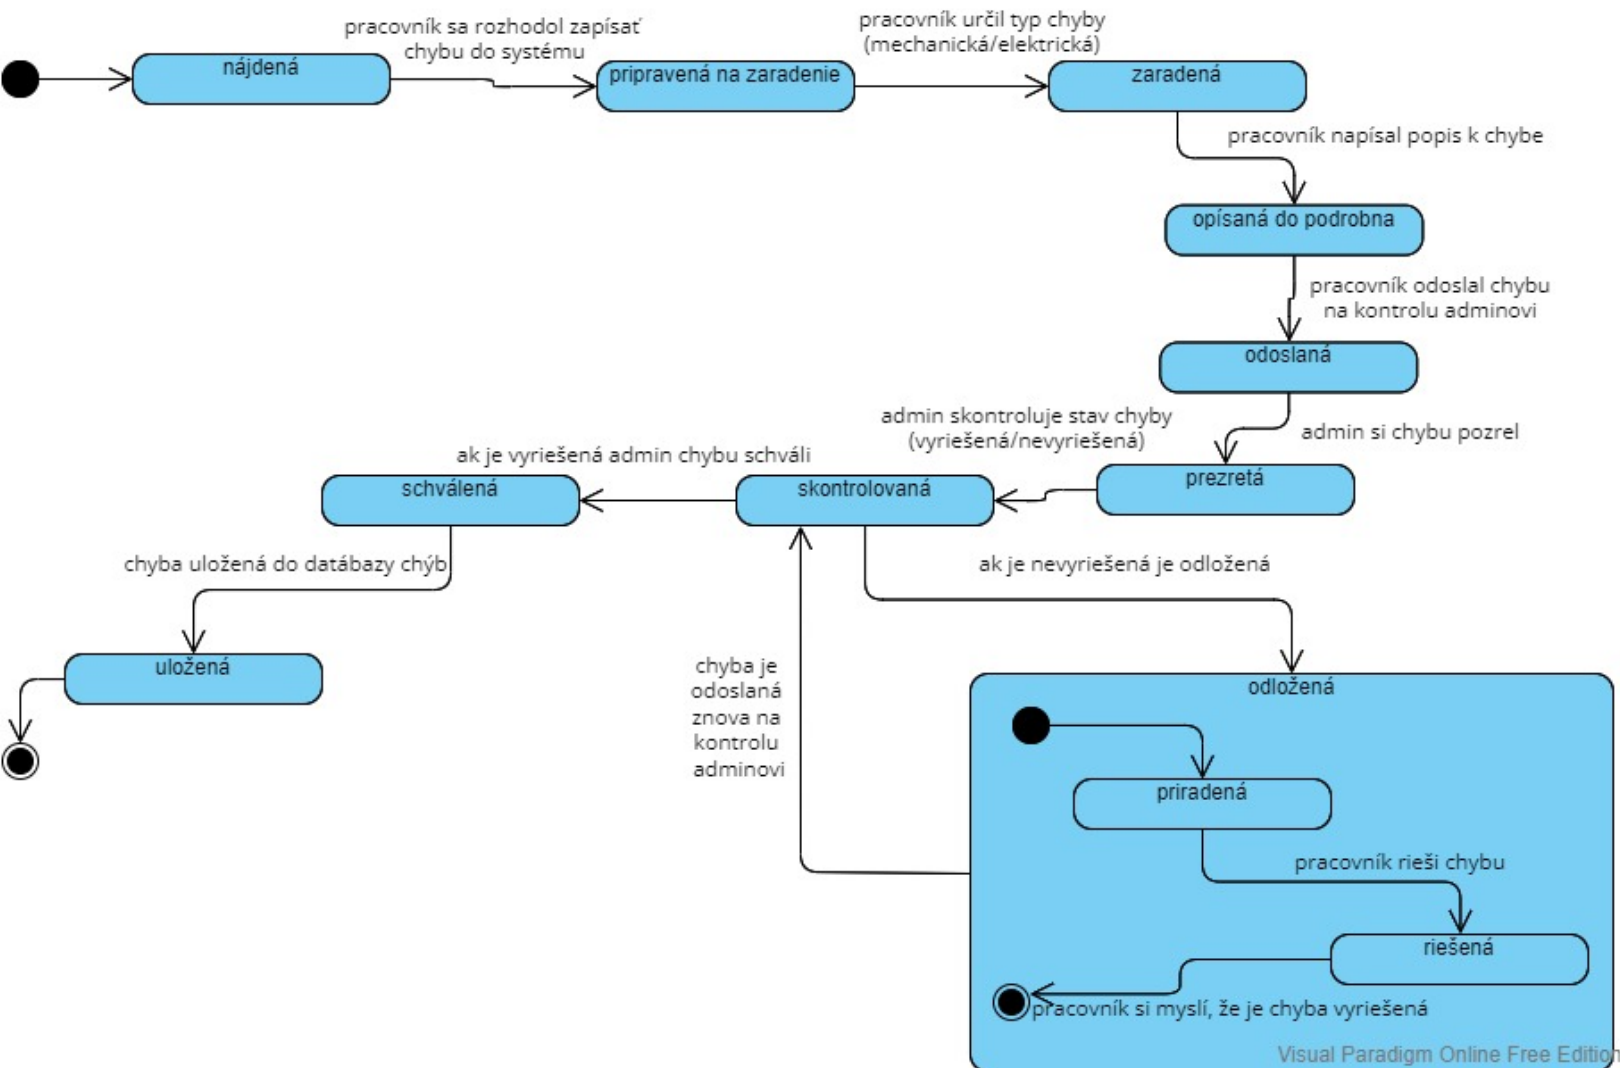 pracovník sa rozhodol zapísať
chybu do systému
pracovník určil typ chyby
(mechanická/elektrická)
nájdená
pripravená na zaradenie
zaradená
pracovník napísal popis k chybe
opísaná do podrobna
pracovník odoslal chybu
na kontrolu adminovi
odoslaná
admin si chybu pozrel
admin skontroluje stav chyby
(vyriešená/nevyriešená)
ak je vyriešená admin chybu schváli
prezretá
skontrolovaná
schválená
chyba uložená do datábazy chýb
ak je nevyriešená je odložená
uložená
chyba je
odoslaná
znova na
kontrolu
adminovi
odložená
priradená
pracovník rieši chybu
riešená
pracovník si myslí, že je chyba vyriešená
Visual Paradigm Online Free Edition